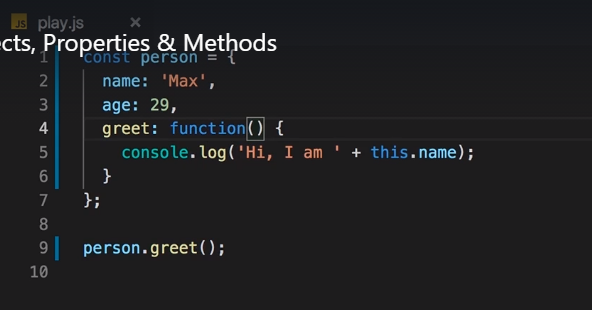 JS play.js ×
ects, Properties & Methods
1 const person = {
2 name: 'Max',
3 age: 29,
4 greet: function() {
5 console.log('Hi, I am ' + this.name);
6 }
7 };
8
9 person.greet();
10